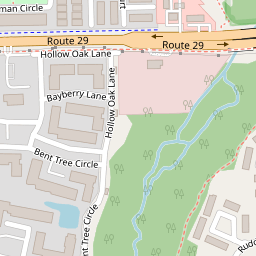 man Circle
Route 29
Route 29
Hollow Oak Lane
Hollow Oak Lane
Bayberry Lane
Bent Tree Circle
nt Tree Circle
Rudo